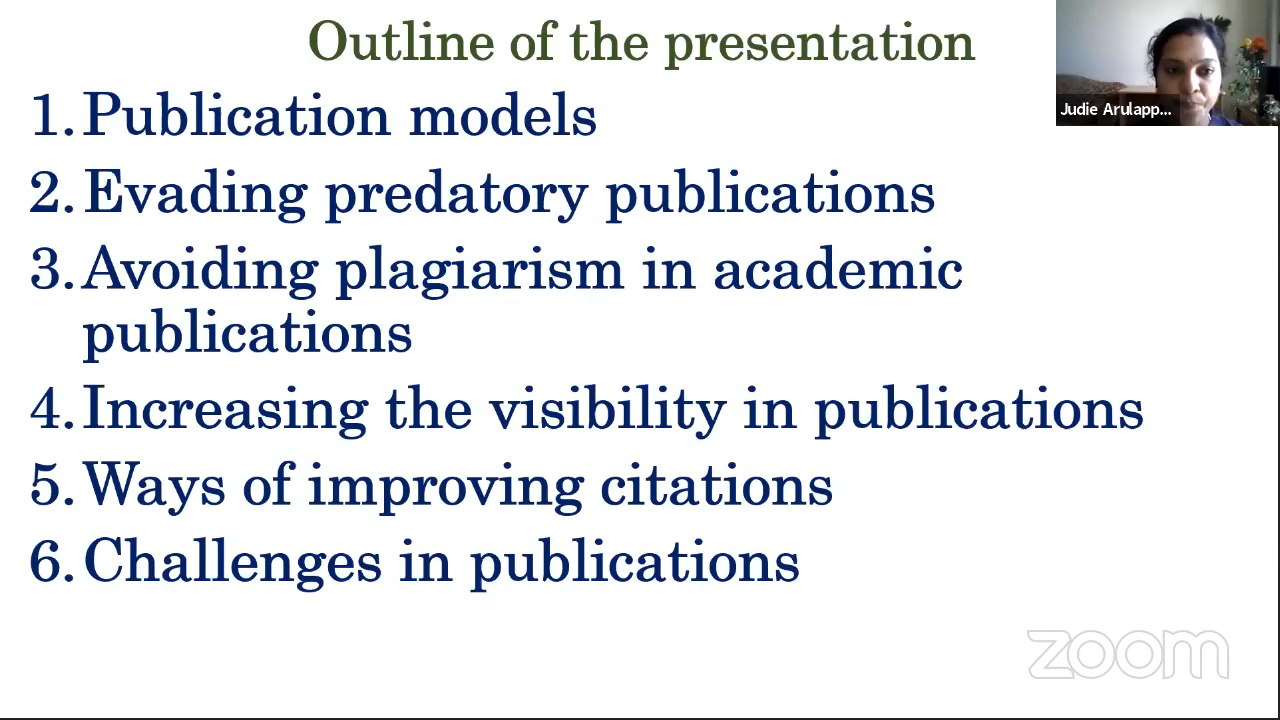 Outline of the presentation
1. Publication models
2. Evading predatory publications
3. Avoiding plagiarism in academic
publications
4. Increasing the visibility in publications
5. Ways of improving citations
6. Challenges in publications
Judie Arulapp...
zoom